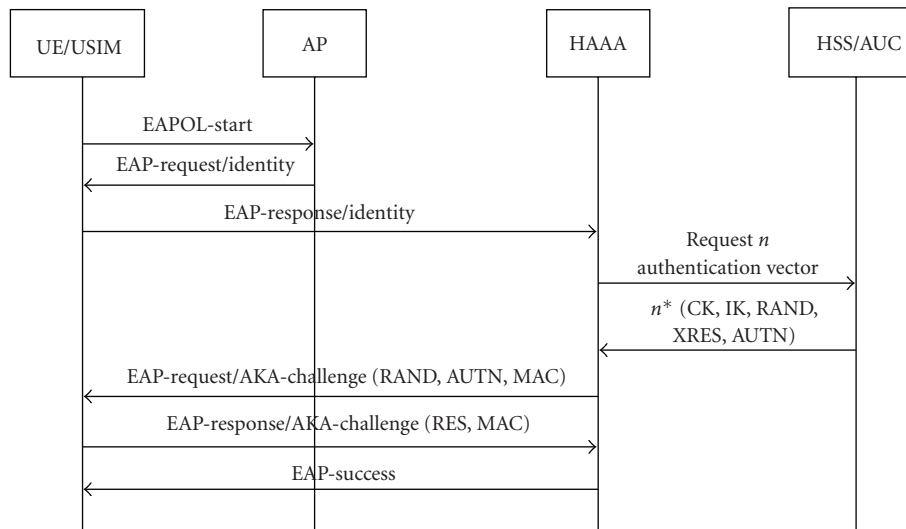 UE/USIM
AP
HAAA
HSS/AUC
EAPOL-start
EAP-request/identity
EAP-response/identity
Request n
authentication vector
n* (CK, IK, RAND,
XRES, AUTN)
EAP-request/AKA-challenge (RAND, AUTN, MAC)
EAP-response/AKA-challenge (RES, MAC)
EAP-success